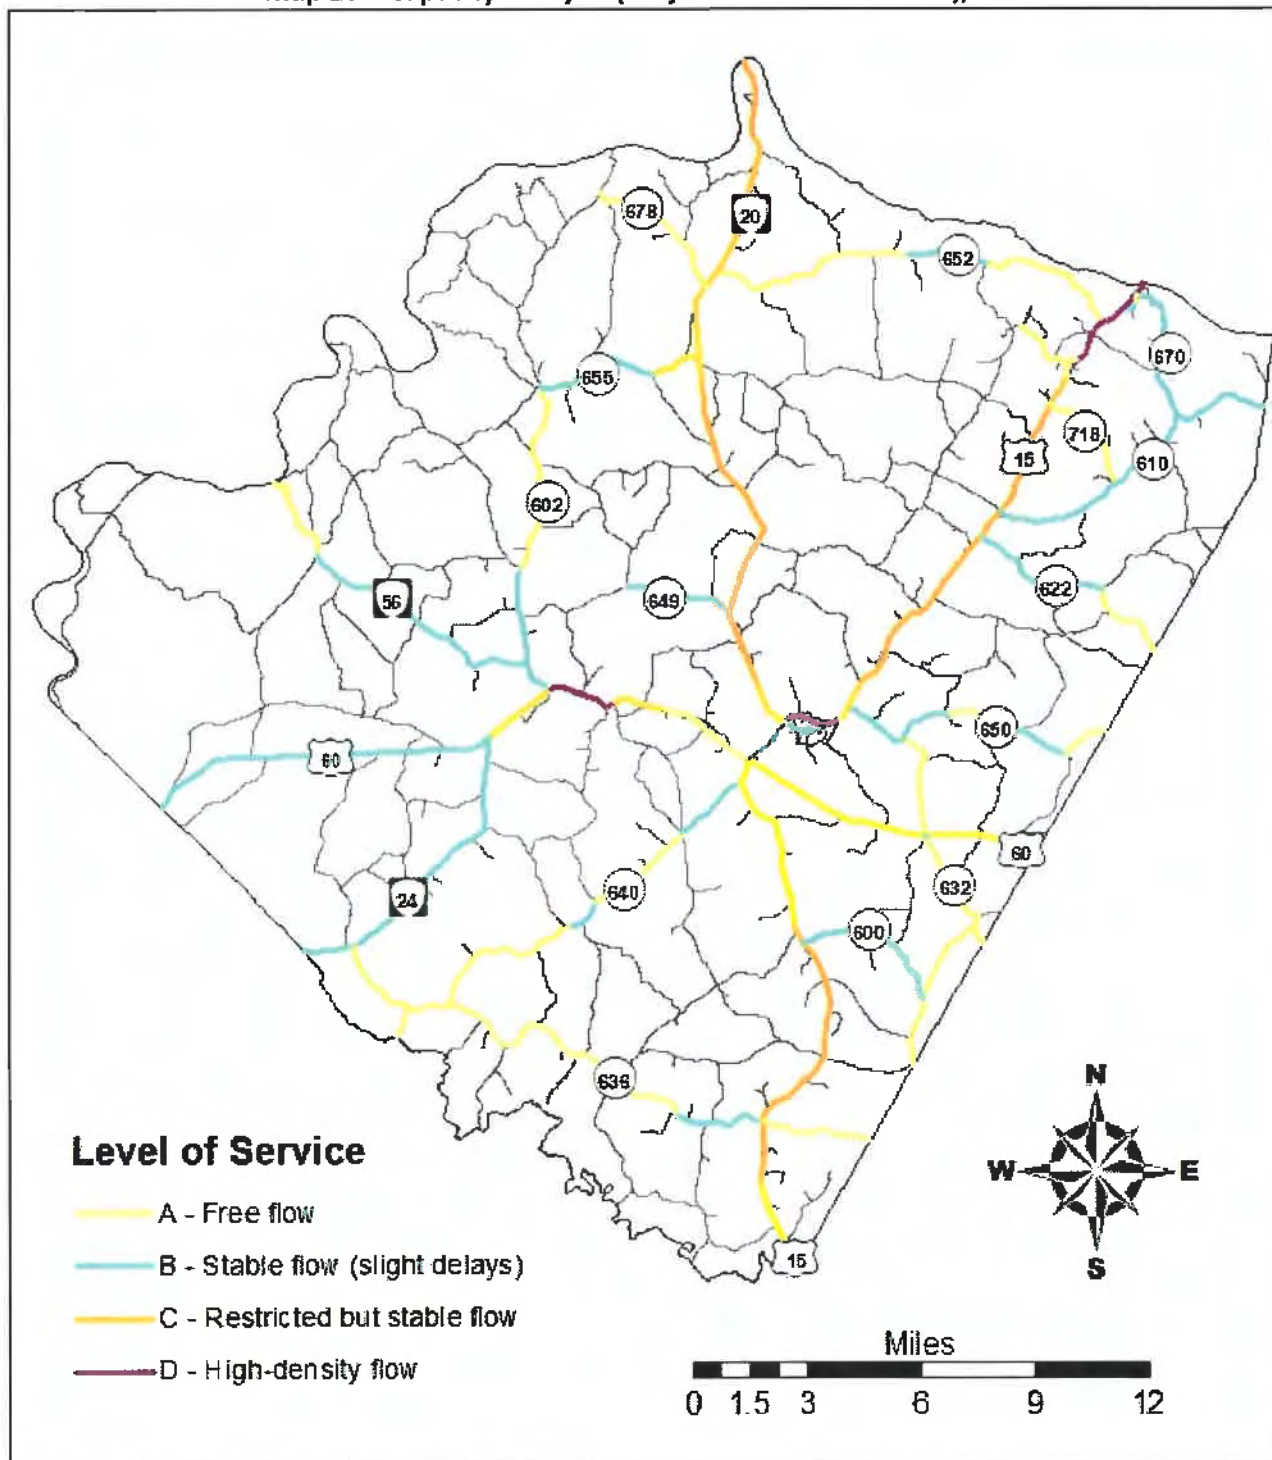 678
20
652
670
655
718
15
610
602
56
649
622
650
60
60
24
640
632
600
636
15
N
W E
S
Level of Service
A - Free flow
B - Stable flow (slight delays)
C - Restricted but stable flow
D - High-density flow
Miles
0 1.5 3 6 9 12